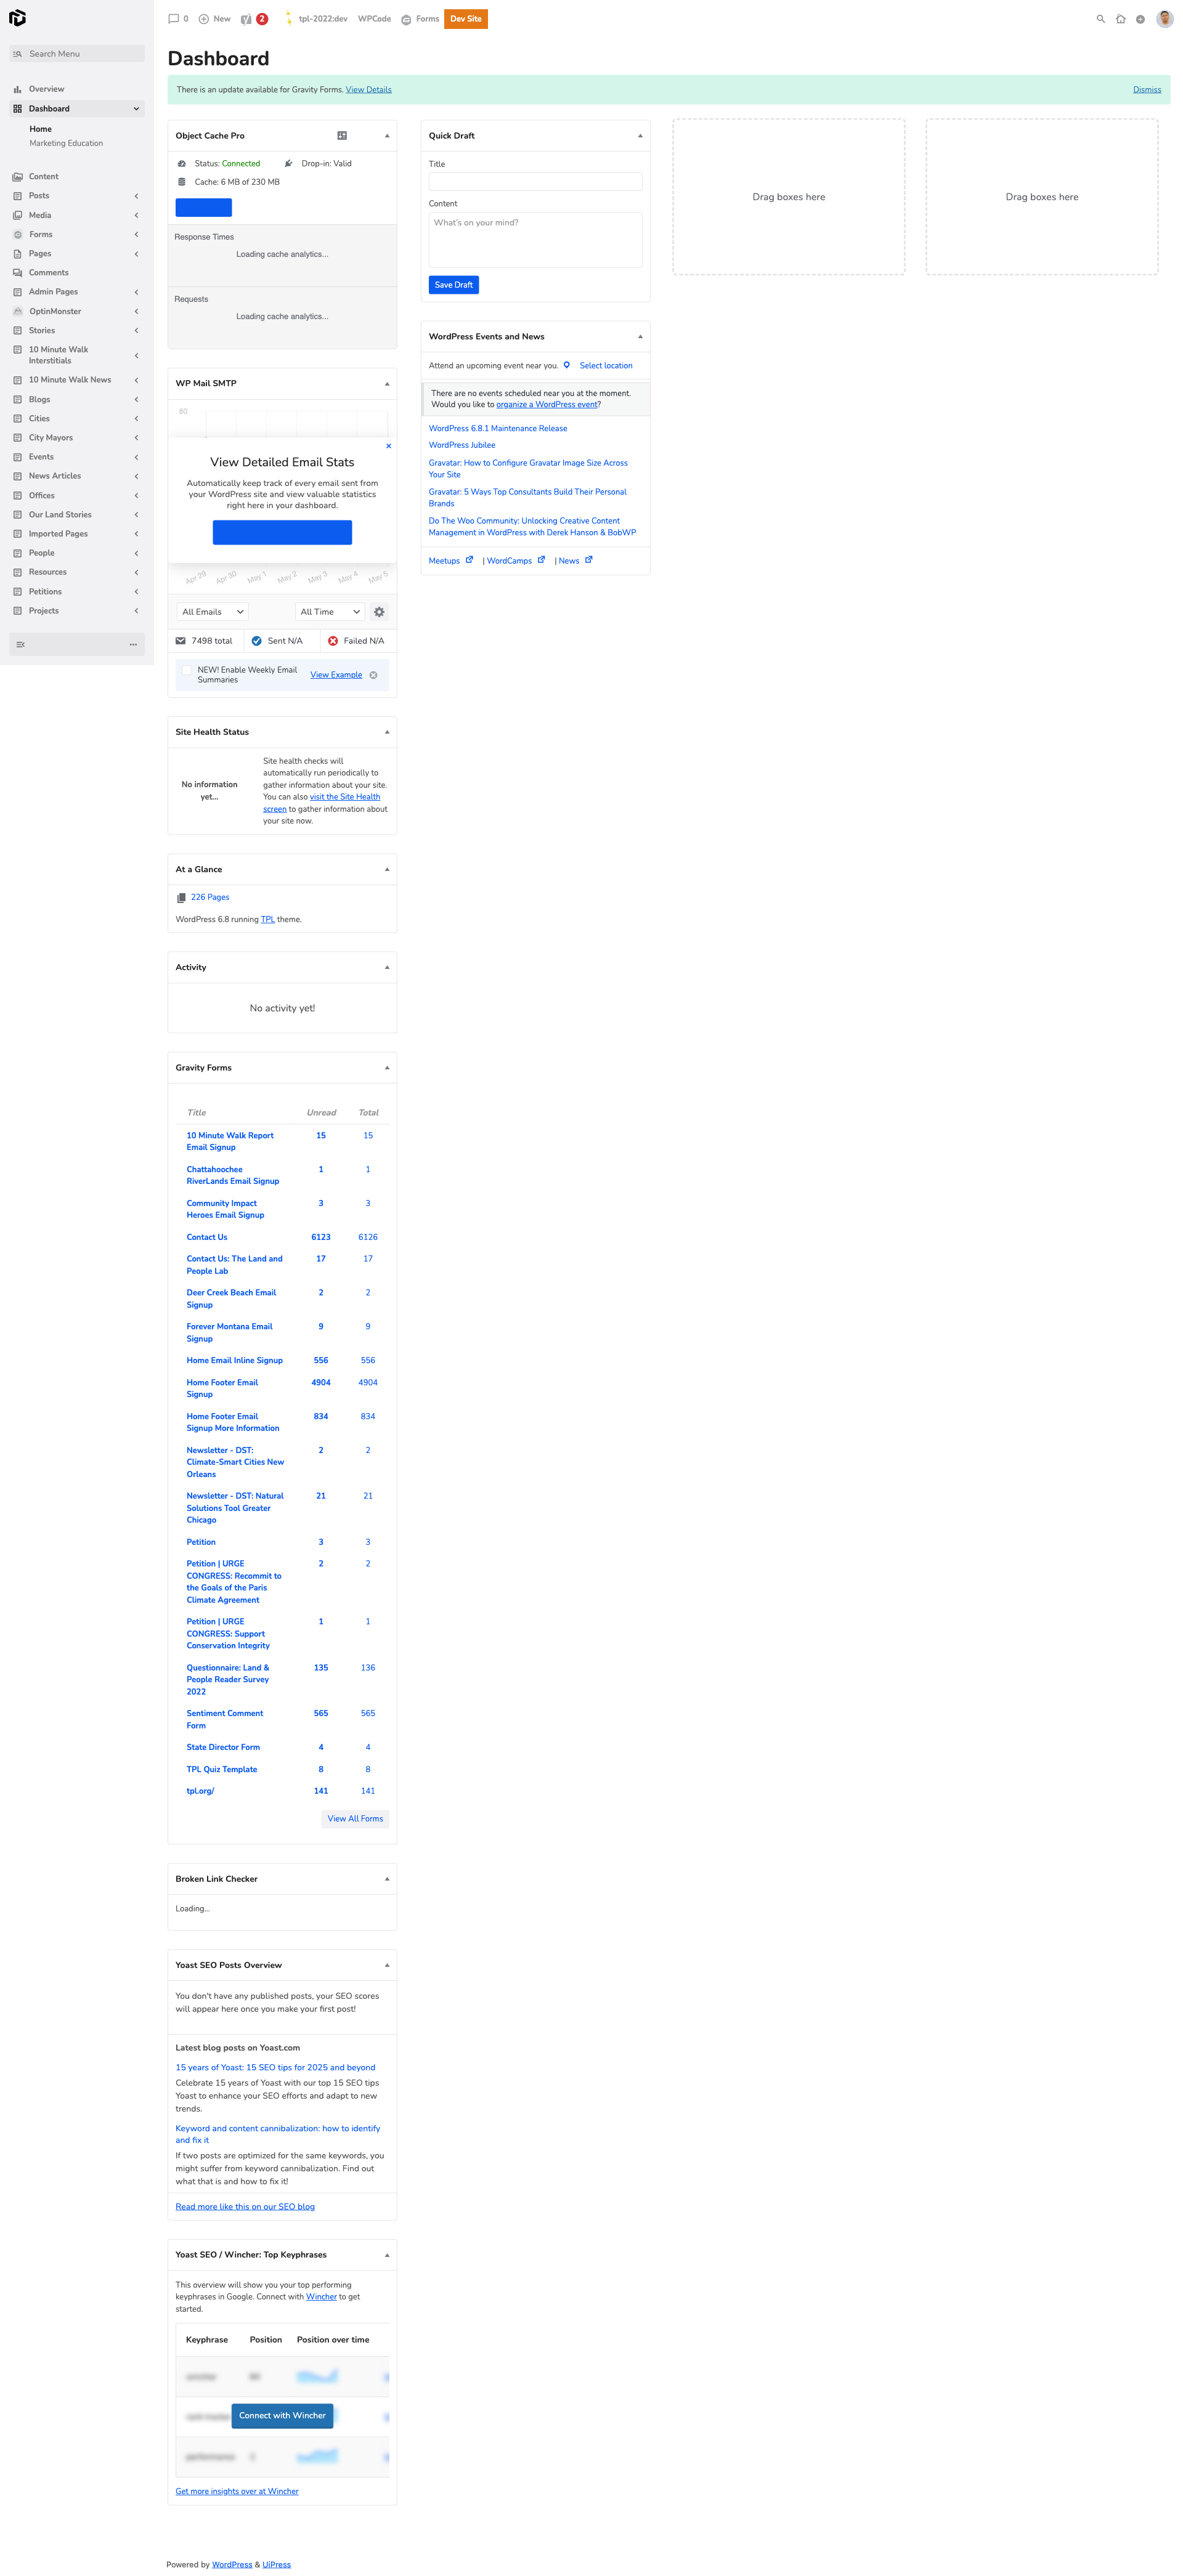 Search Menu
Overview
Dashboard
Home
Marketing Education
Content
Posts
Media
Forms
Pages
Comments
Admin Pages
OptinMonster
Stories
10 Minute Walk
Interstitials
10 Minute Walk News
Blogs
Cities
City Mayors
Events
News Articles
Offices
Our Land Stories
Imported Pages
People
Resources
Petitions
Projects
0 New 2 tpl-2022:dev WPCode Forms Dev Site
Dashboard
There is an update available for Gravity Forms. View Details
Dismiss
Object Cache Pro
Status: Connected Drop-in: Valid
Cache: 6 MB of 230 MB
Response Times
Loading cache analytics...
Requests
Loading cache analytics...
WP Mail SMTP
80
View Detailed Email Stats
Automatically keep track of every email sent from
your WordPress site and view valuable statistics
right here in your dashboard.
Apr 29 Apr 30 May 1 May 2 May 3 May 4 May 5
All Emails All Time
7498 total Sent N/A Failed N/A
NEW! Enable Weekly Email
Summaries
View Example
Site Health Status
No information
yet...
Site health checks will
automatically run periodically to
gather information about your site.
You can also visit the Site Health
screen to gather information about
your site now.
At a Glance
226 Pages
WordPress 6.8 running TPL theme.
Activity
No activity yet!
Gravity Forms
Title Unread Total
10 Minute Walk Report 15 15
Email Signup
Chattahoochee 1 1
RiverLands Email Signup
Community Impact 3 3
Heroes Email Signup
Contact Us 6123 6126
Contact Us: The Land and 17 17
People Lab
Deer Creek Beach Email 2 2
Signup
Forever Montana Email 9 9
Signup
Home Email Inline Signup 556 556
Home Footer Email 4904 4904
Signup
Home Footer Email 834 834
Signup More Information
Newsletter - DST: 2 2
Climate-Smart Cities New
Orleans
Newsletter - DST: Natural 21 21
Solutions Tool Greater
Chicago
Petition 3 3
Petition | URGE 2 2
CONGRESS: Recommit to
the Goals of the Paris
Climate Agreement
Petition | URGE 1 1
CONGRESS: Support
Conservation Integrity
Questionnaire: Land & 135 136
People Reader Survey
2022
Sentiment Comment 565 565
Form
State Director Form 4 4
TPL Quiz Template 8 8
tpl.org/ 141 141
View All Forms
Broken Link Checker
Loading...
Yoast SEO Posts Overview
You don't have any published posts, your SEO scores
will appear here once you make your first post!
Latest blog posts on Yoast.com
15 years of Yoast: 15 SEO tips for 2025 and beyond
Celebrate 15 years of Yoast with our top 15 SEO tips
Yoast to enhance your SEO efforts and adapt to new
trends.
Keyword and content cannibalization: how to identify
and fix it
If two posts are optimized for the same keywords, you
might suffer from keyword cannibalization. Find out
what that is and how to fix it!
Read more like this on our SEO blog
Yoast SEO / Wincher: Top Keyphrases
This overview will show you your top performing
keyphrases in Google. Connect with Wincher to get
started.
Keyphrase Position Position over time
Connect with Wincher
Get more insights over at Wincher
Quick Draft
Title
Content
What's on your mind?
Save Draft
WordPress Events and News
Attend an upcoming event near you. Select location
There are no events scheduled near you at the moment.
Would you like to organize a WordPress event?
WordPress 6.8.1 Maintenance Release
WordPress Jubilee
Gravatar: How to Configure Gravatar Image Size Across
Your Site
Gravatar: 5 Ways Top Consultants Build Their Personal
Brands
Do The Woo Community: Unlocking Creative Content
Management in WordPress with Derek Hanson & BobWP
Meetups | WordCamps | News
Drag boxes here
Drag boxes here
Powered by WordPress & UiPress